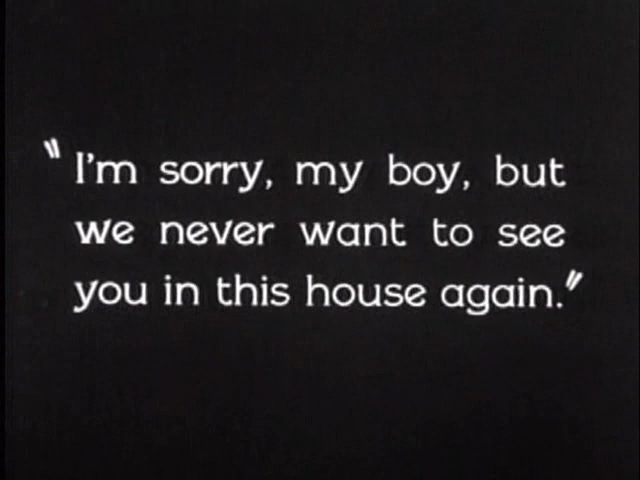 "I'm sorry, my boy, but
we never want to see
you in this house again."